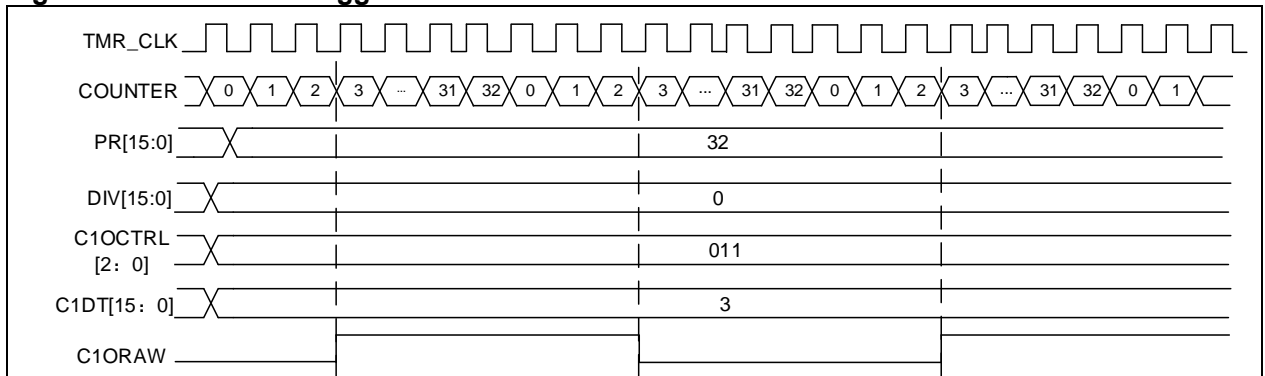 TMR_CLK
COUNTER 0 1 2 3 ... 31 32 0 1 2 3 ... 31 32 0 1 2 3 ... 31 32 0 1
PR[15:0] 32
DIV[15:0] 0
C1OCTRL
[2：0] 011
C1DT[15：0] 3
C1ORAW